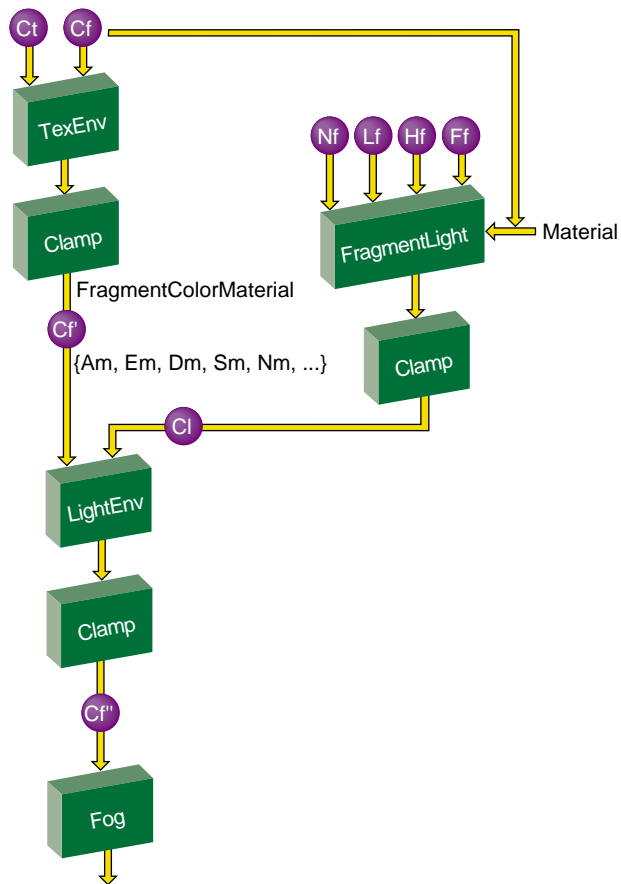 Ct Cf
TexEnv
Nf Lf Hf Ff
Clamp
FragmentLight
Material
FragmentColorMaterial
Cf'
{Am, Em, Dm, Sm, Nm, ...}
Clamp
Cl
LightEnv
Clamp
Cf"
Fog